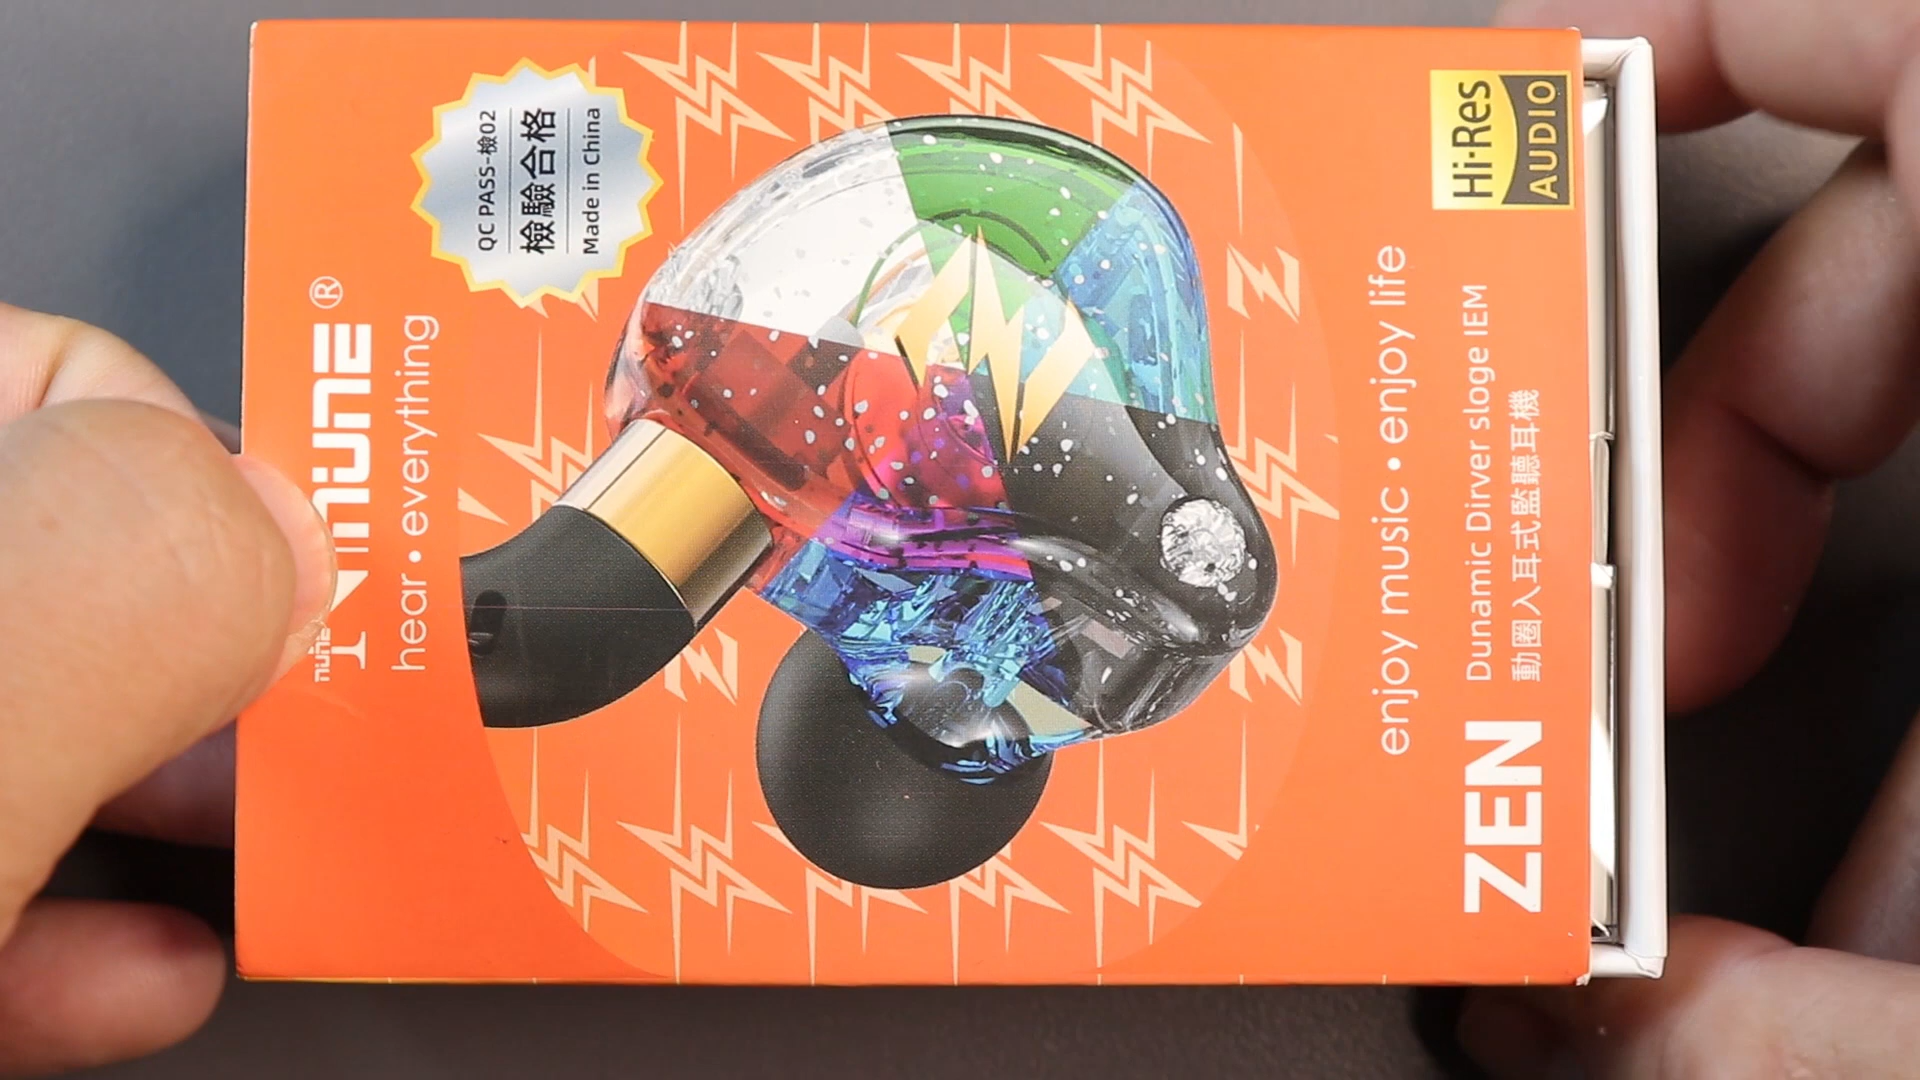 NUNE®
hear • everything
QC PASS-檢02
檢驗合格
Made in China
enjoy music • enjoy life
Hi-Res
AUDIO
ZEN
Dunamic Dirver sloge IEM
動圈入耳式監聽耳機